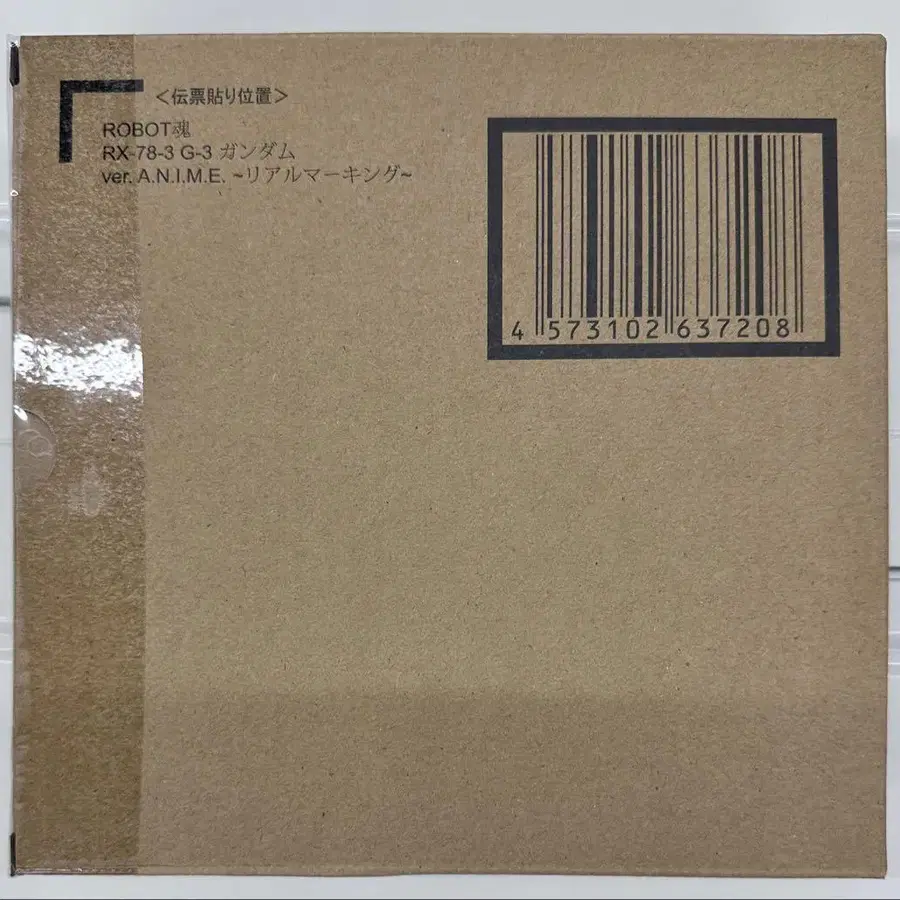 ＜伝票貼り位置＞
ROBOT魂
RX-78-3 G-3 ガンダム
ver. A.N.I.M.E. ~リアルマーキング~
4 573102 637208